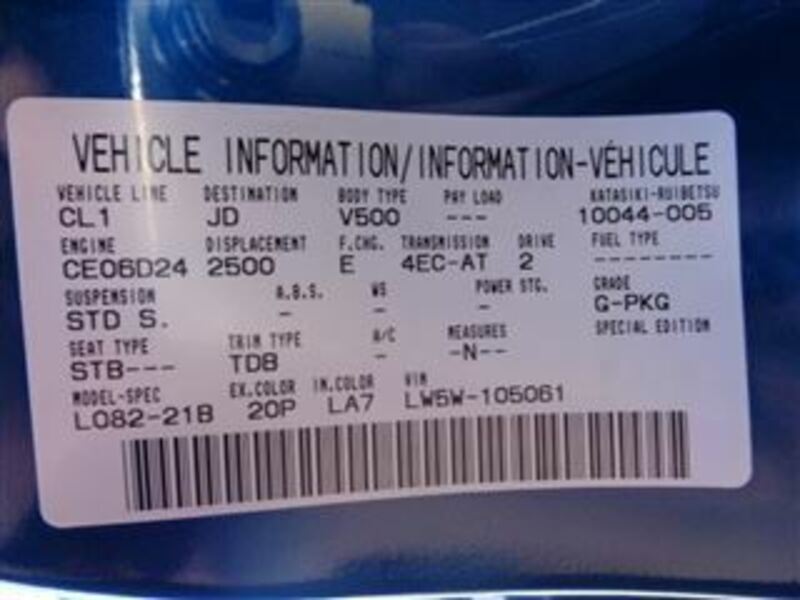 VEHICLE INFORMATION/INFORMATION-VÉHICULE
VEHICLE LINE DESTINATION BODY TYPE PAY LOAD KATASIKI-RUIBETSU
CL1 JD V500 --- 10044-005
ENGINE DISPLACEMENT F.CHG. TRANSMISSION DRIVE FUEL TYPE
CE06D24 2500 E 4EC-AT 2 --------
SUSPENSION A.B.S. WS POWER STG. GRADE
STD S. - - - G-PKG
SEAT TYPE TRIM TYPE A/C MEASURES SPECIAL EDITION
STB--- TDB - -N--
MODEL-SPEC EX.COLOR IN.COLOR VIN
L082-21B 20P LA7 LW5W-105061